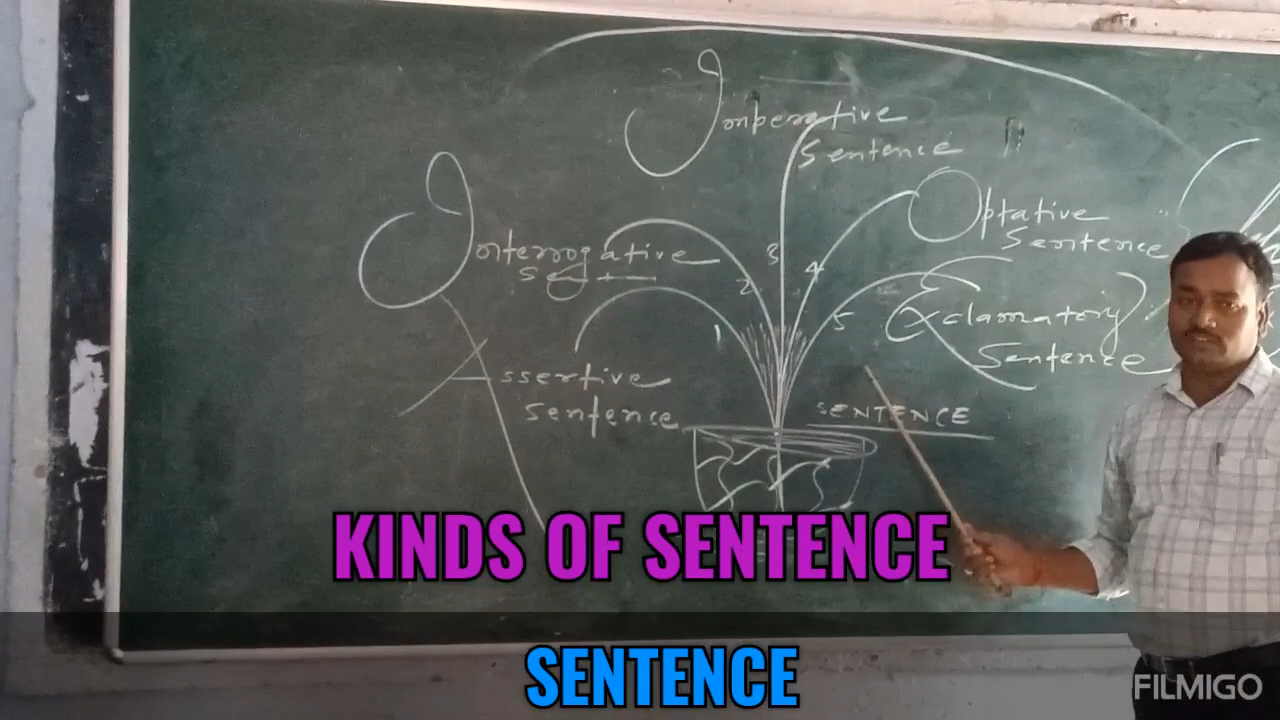 Imperative
Sentence
Optative
Sentence
Interrogative
3
4
2
5
1
Exclamatory
Sentence
Assertive
Sentence
SENTENCE
KINDS OF SENTENCE
SENTENCE
FILMIGO